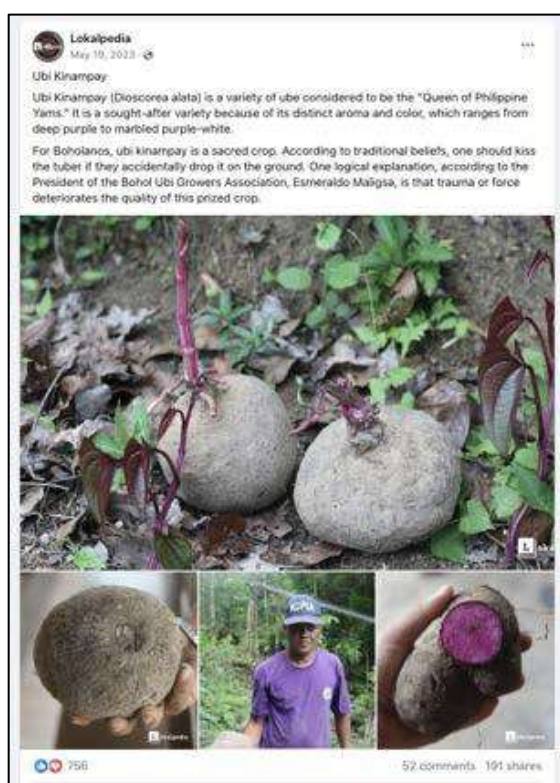 Lokalpedia
May 19, 2023 ·
Ubi Kinampay
Ubi Kinampay (Dioscorea alata) is a variety of ube considered to be the "Queen of Philippine
Yams." It is a sought-after variety because of its distinct aroma and color, which ranges from
deep purple to marbled purple-white.
For Boholanos, ubi kinampay is a sacred crop. According to traditional beliefs, one should kiss
the tuber if they accidentally drop it on the ground. One logical explanation, according to the
President of the Bohol Ubi Growers Association, Esmeraldo Maligsa, is that trauma or force
deteriorates the quality of this prized crop.
756
52 comments 191 shares